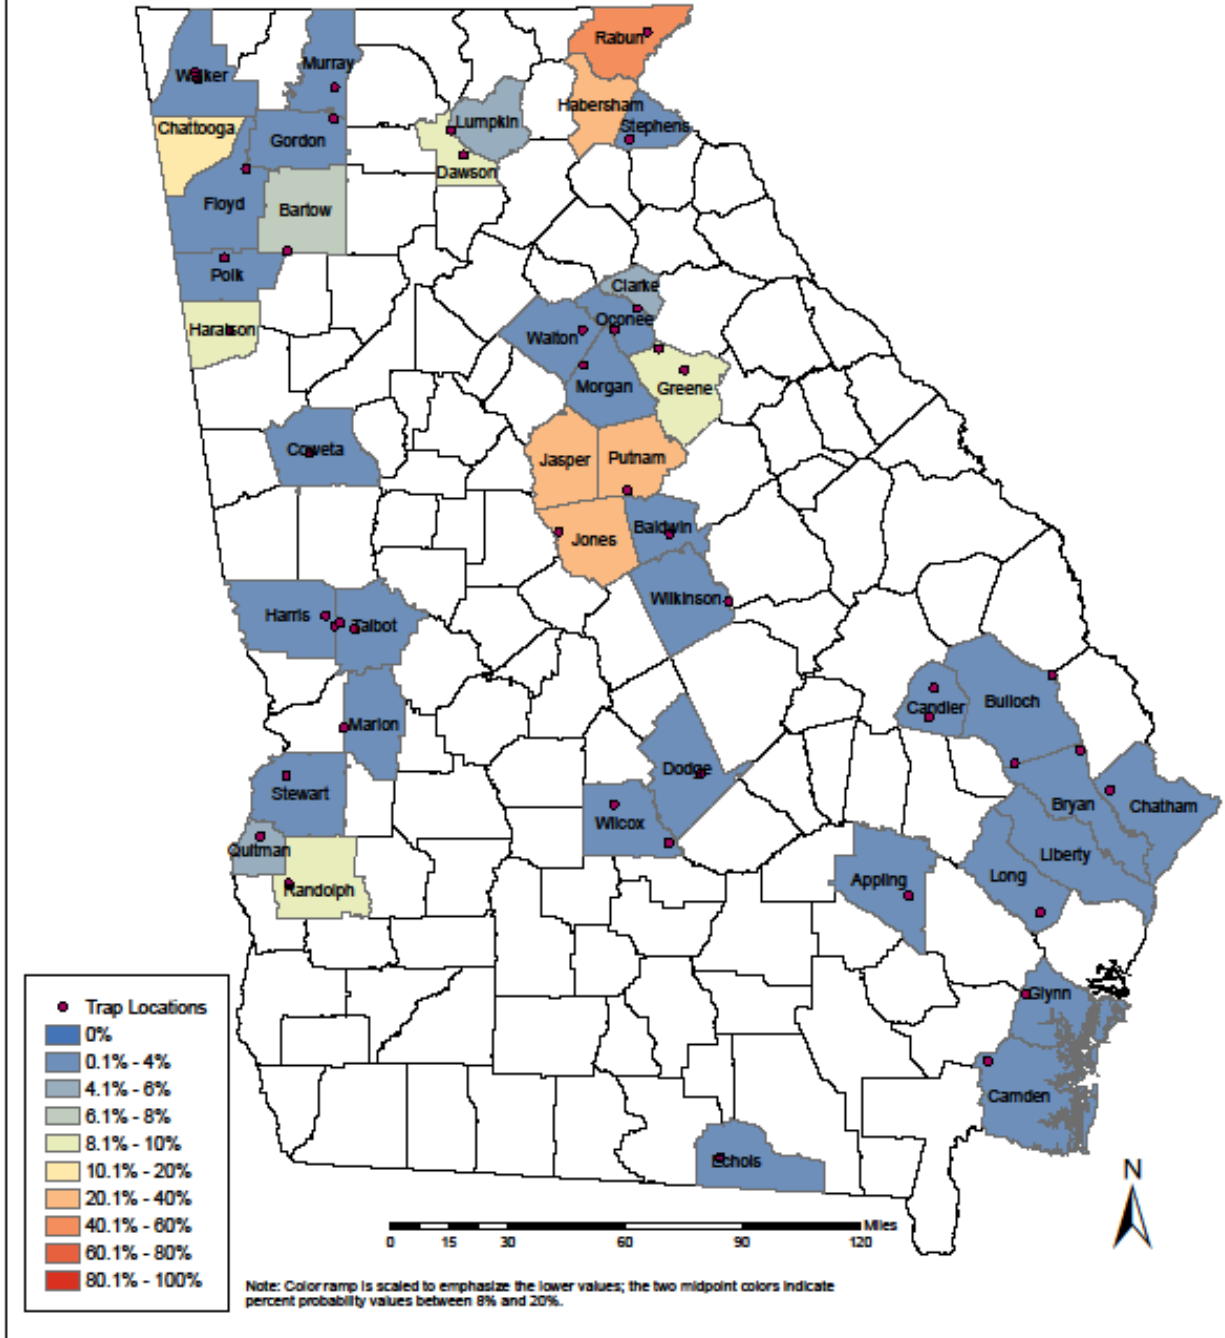 Rabun
Walker
Murray
Habersham
Lumpkin
Stephens
Chattooga
Gordon
Dawson
Floyd
Bartow
Polk
Clarke
Haralson
Oconee
Walton
Morgan
Greene
Coweta
Jasper
Putnam
Baldwin
Jones
Wilkinson
Harris
Talbot
Candler
Bulloch
Marion
Dodge
Stewart
Bryan
Chatham
Wilcox
Quitman
Liberty
Randolph
Appling
Long
Glynn
Camden
Echols
Trap Locations
0%
0.1% - 4%
4.1% - 6%
6.1% - 8%
8.1% - 10%
10.1% - 20%
20.1% - 40%
40.1% - 60%
60.1% - 80%
80.1% - 100%
N
Miles
0 15 30 60 90 120
Note: Color ramp is scaled to emphasize the lower values; the two midpoint colors indicate
percent probability values between 8% and 20%.